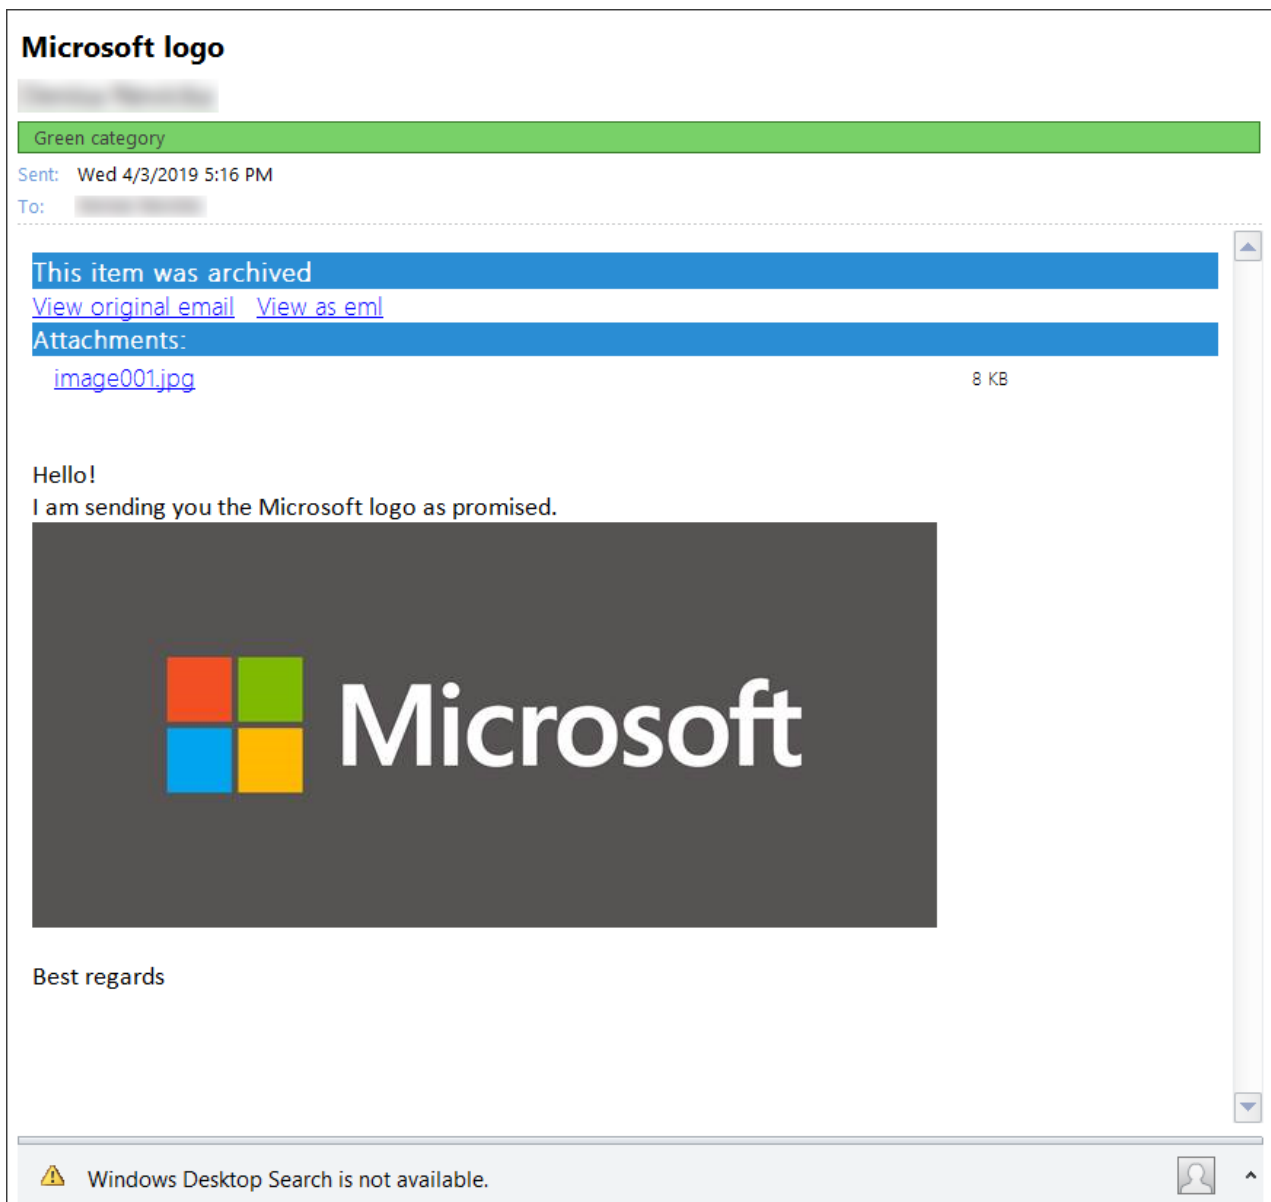 Microsoft logo
Green category
Sent: Wed 4/3/2019 5:16 PM
To:
This item was archived
View original email View as eml
Attachments:
image001.jpg 8 KB
Hello!
I am sending you the Microsoft logo as promised.
Microsoft
Best regards
Windows Desktop Search is not available.